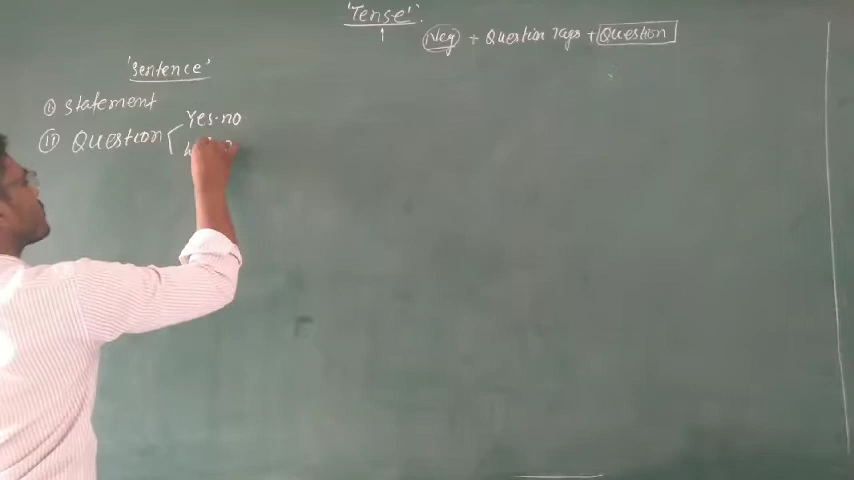 'Tense'.
(Neg) + Question Tags + Question
'Sentence'
(i) Statement
(ii) Question
Yes-no